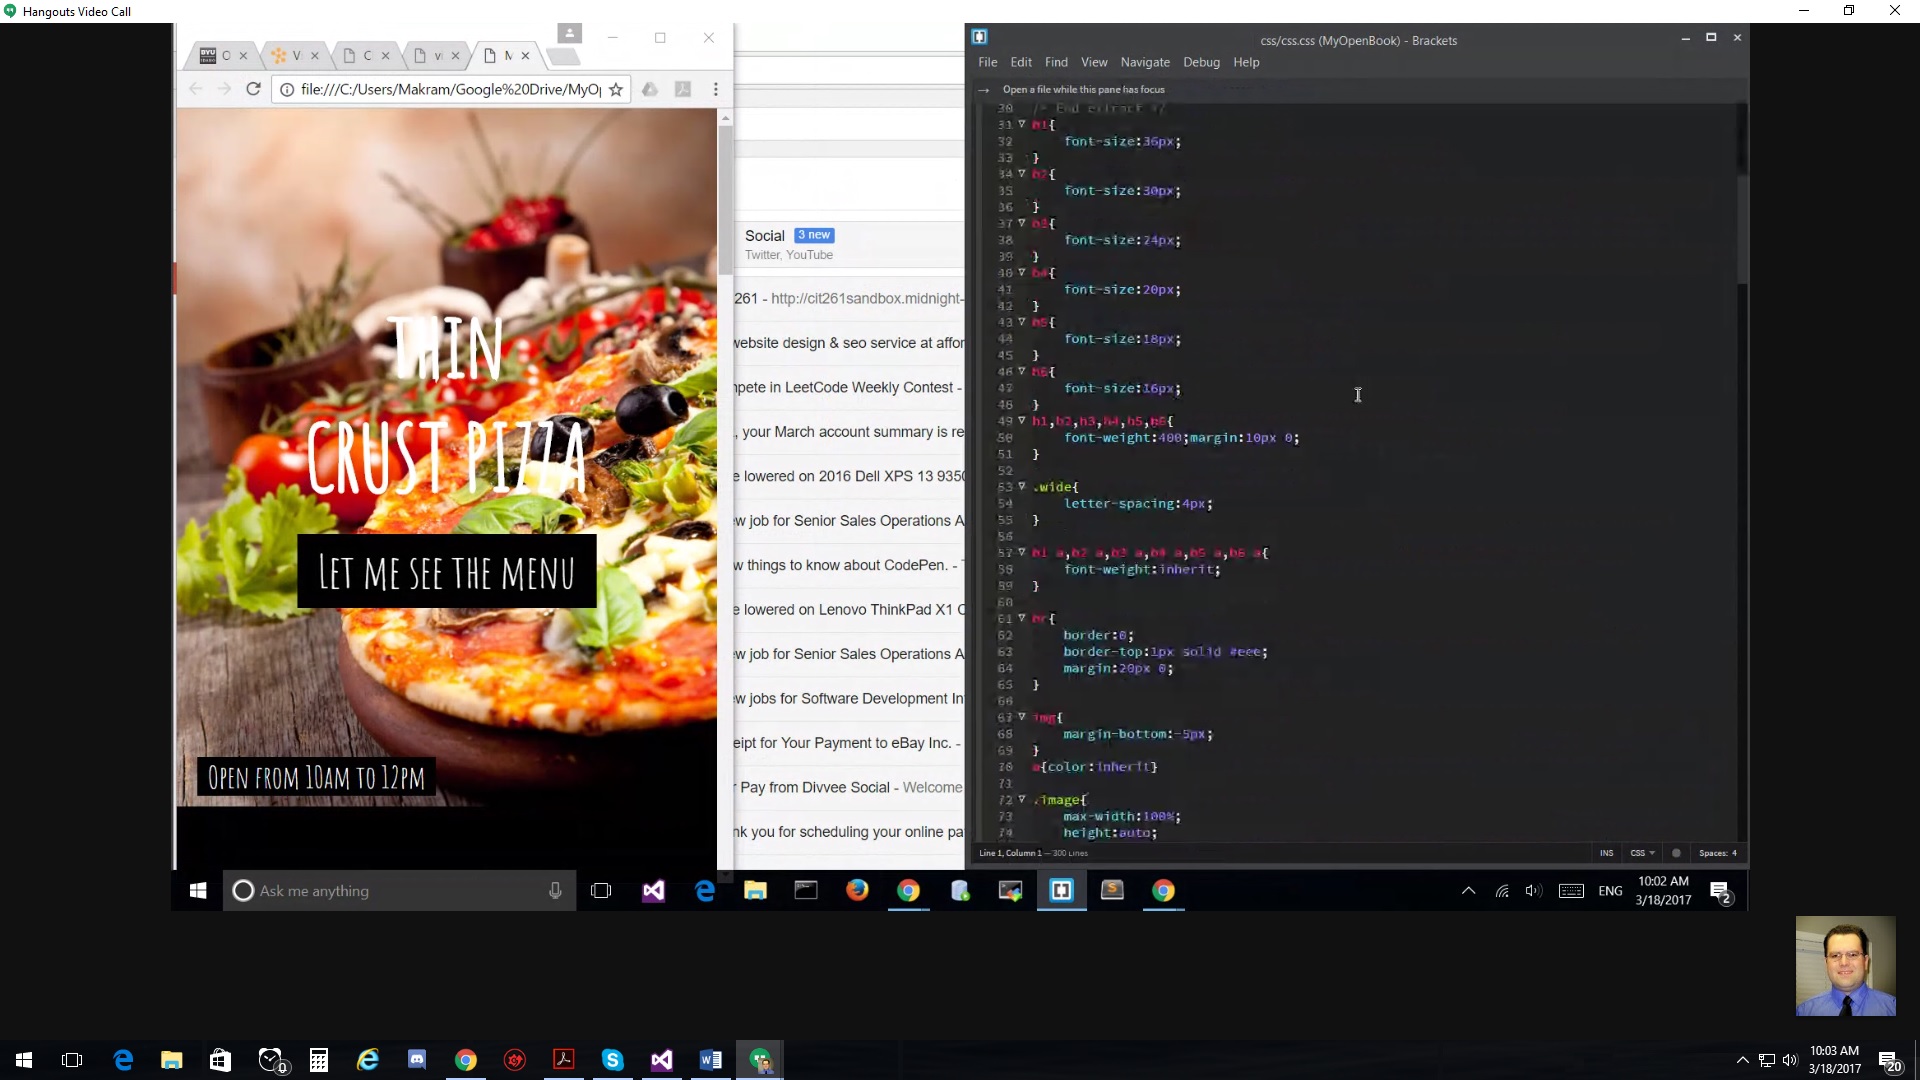 Hangouts Video Call
file:///C:/Users/Makram/Google%20Drive/MyO
THIN
CRUST PIZZA
LET ME SEE THE MENU
OPEN FROM 10AM TO 12PM
Social 3 new
Twitter, YouTube
261 - http://cit261sandbox.midnight-
website design & seo service at affor
mpete in LeetCode Weekly Contest -
, your March account summary is re
e lowered on 2016 Dell XPS 13 9350
ew job for Senior Sales Operations A
w things to know about CodePen. -
e lowered on Lenovo ThinkPad X1 C
ew job for Senior Sales Operations A
ew jobs for Software Development In
eipt for Your Payment to eBay Inc. -
r Pay from Divvee Social - Welcome
nk you for scheduling your online pa
css/css.css (MyOpenBook) - Brackets
File Edit Find View Navigate Debug Help
Open a file while this pane has focus
30 /* End extract */
31 h1{
32 font-size:36px;
33 }
34 h2{
35 font-size:30px;
36 }
37 h3{
38 font-size:24px;
39 }
40 h4{
41 font-size:20px;
42 }
43 h5{
44 font-size:18px;
45 }
46 h6{
47 font-size:16px;
48 }
49 h1,h2,h3,h4,h5,h6{
50 font-weight:400;margin:10px 0;
51 }
52
53 .wide{
54 letter-spacing:4px;
55 }
56
57 h1 a,h2 a,h3 a,h4 a,h5 a,h6 a{
58 font-weight:inherit;
59 }
60
61 hr{
62 border:0;
63 border-top:1px solid #eee;
64 margin:20px 0;
65 }
66
67 img{
68 margin-bottom:-5px;
69 }
70 a{color:inherit}
71
72 .image{
73 max-width:100%;
74 height:auto;
Line 1, Column 1 — 300 Lines
INS CSS Spaces: 4
Ask me anything
ENG
10:02 AM
3/18/2017
2
10:03 AM
3/18/2017
20